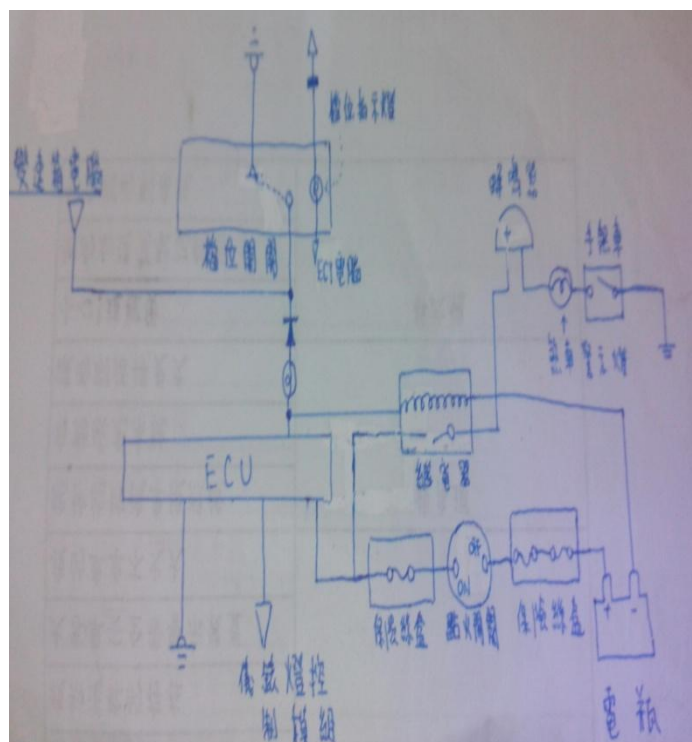 檔位指示燈
變速箱電腦
蜂鳴器
手煞車
檔位開關
ECT電腦
煞車警示燈
ECU
繼電器
OFF
ON
保險絲盒
點火開關
保險絲盒
+
-
儀錶燈控
制模組
電瓶